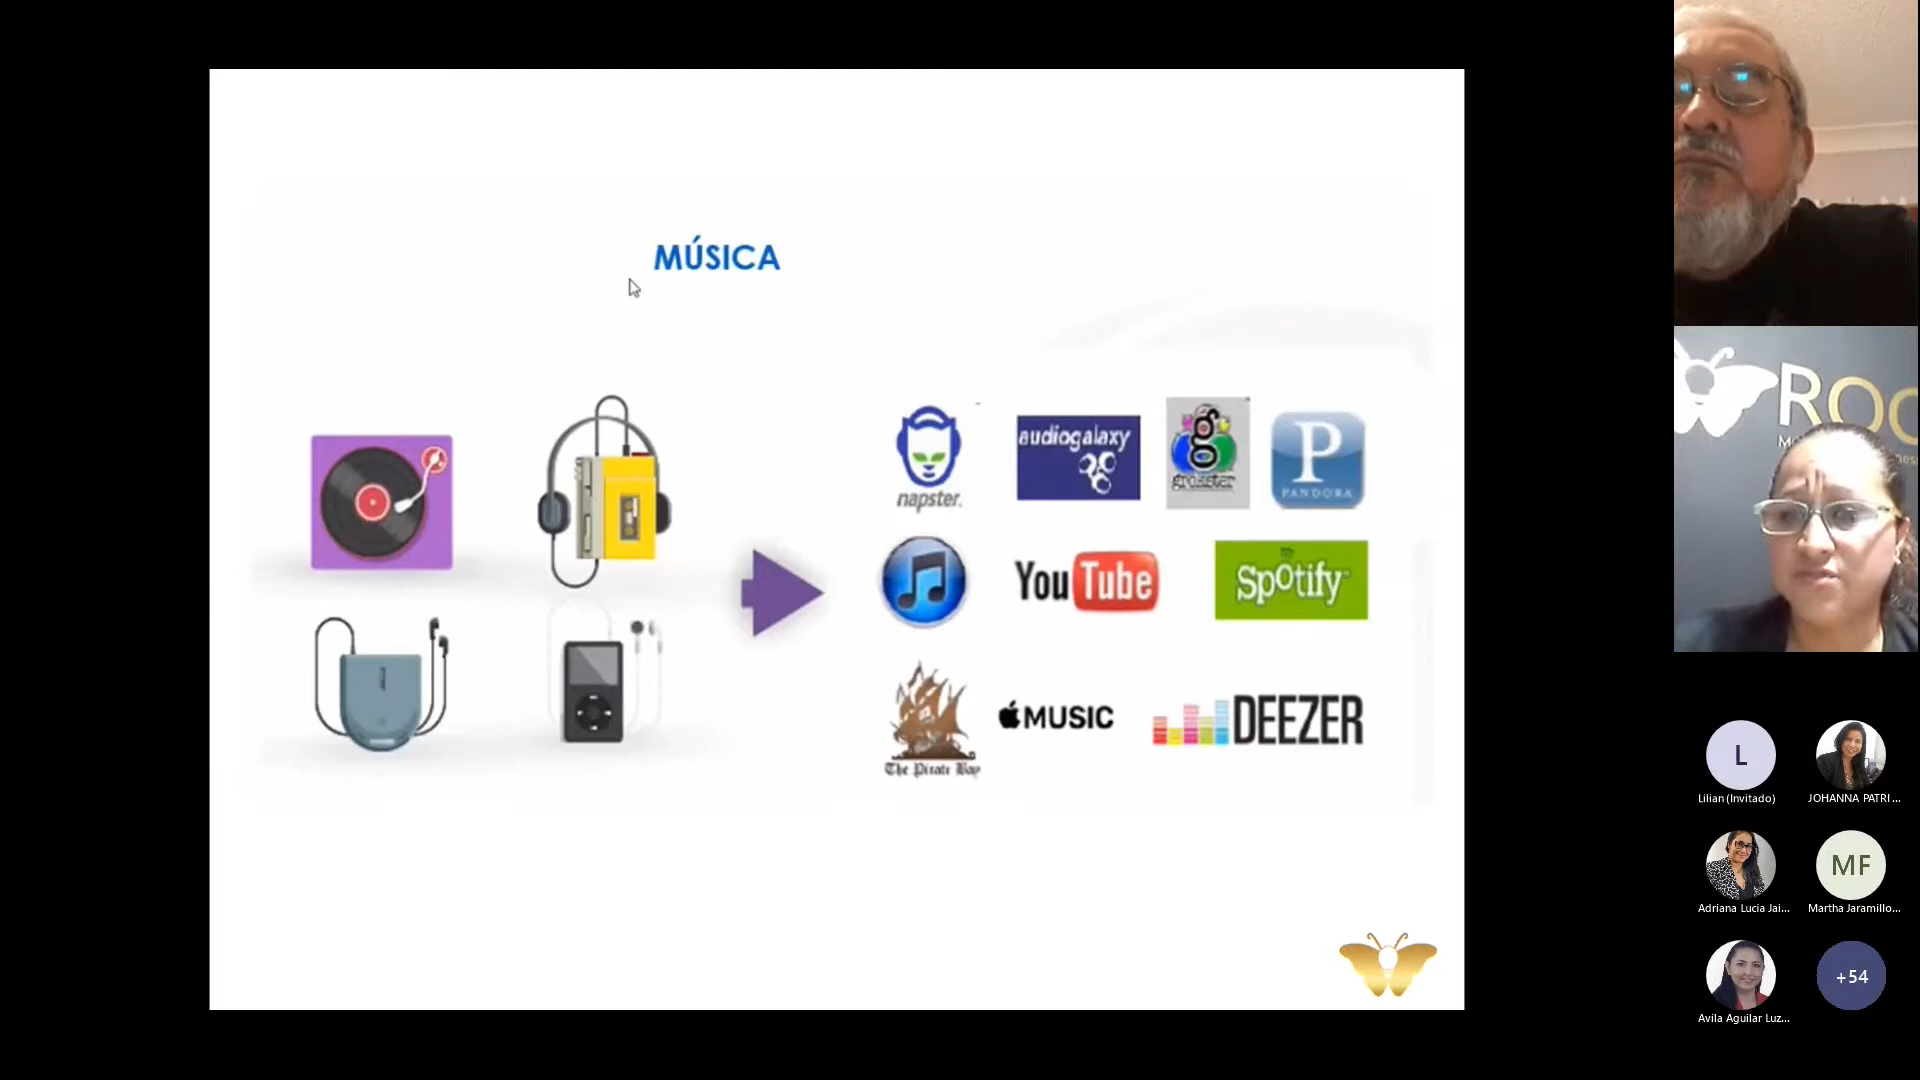 MÚSICA
napster.
audiogalaxy
grokster
PANDORA
YouTube
Spotify
The Pirate Bay
MUSIC
DEEZER
ROC
L
Lilian (Invitado)
JOHANNA PATRI...
Adriana Lucia Jai...
MF
Martha Jaramillo...
Avila Aguilar Luz...
+54